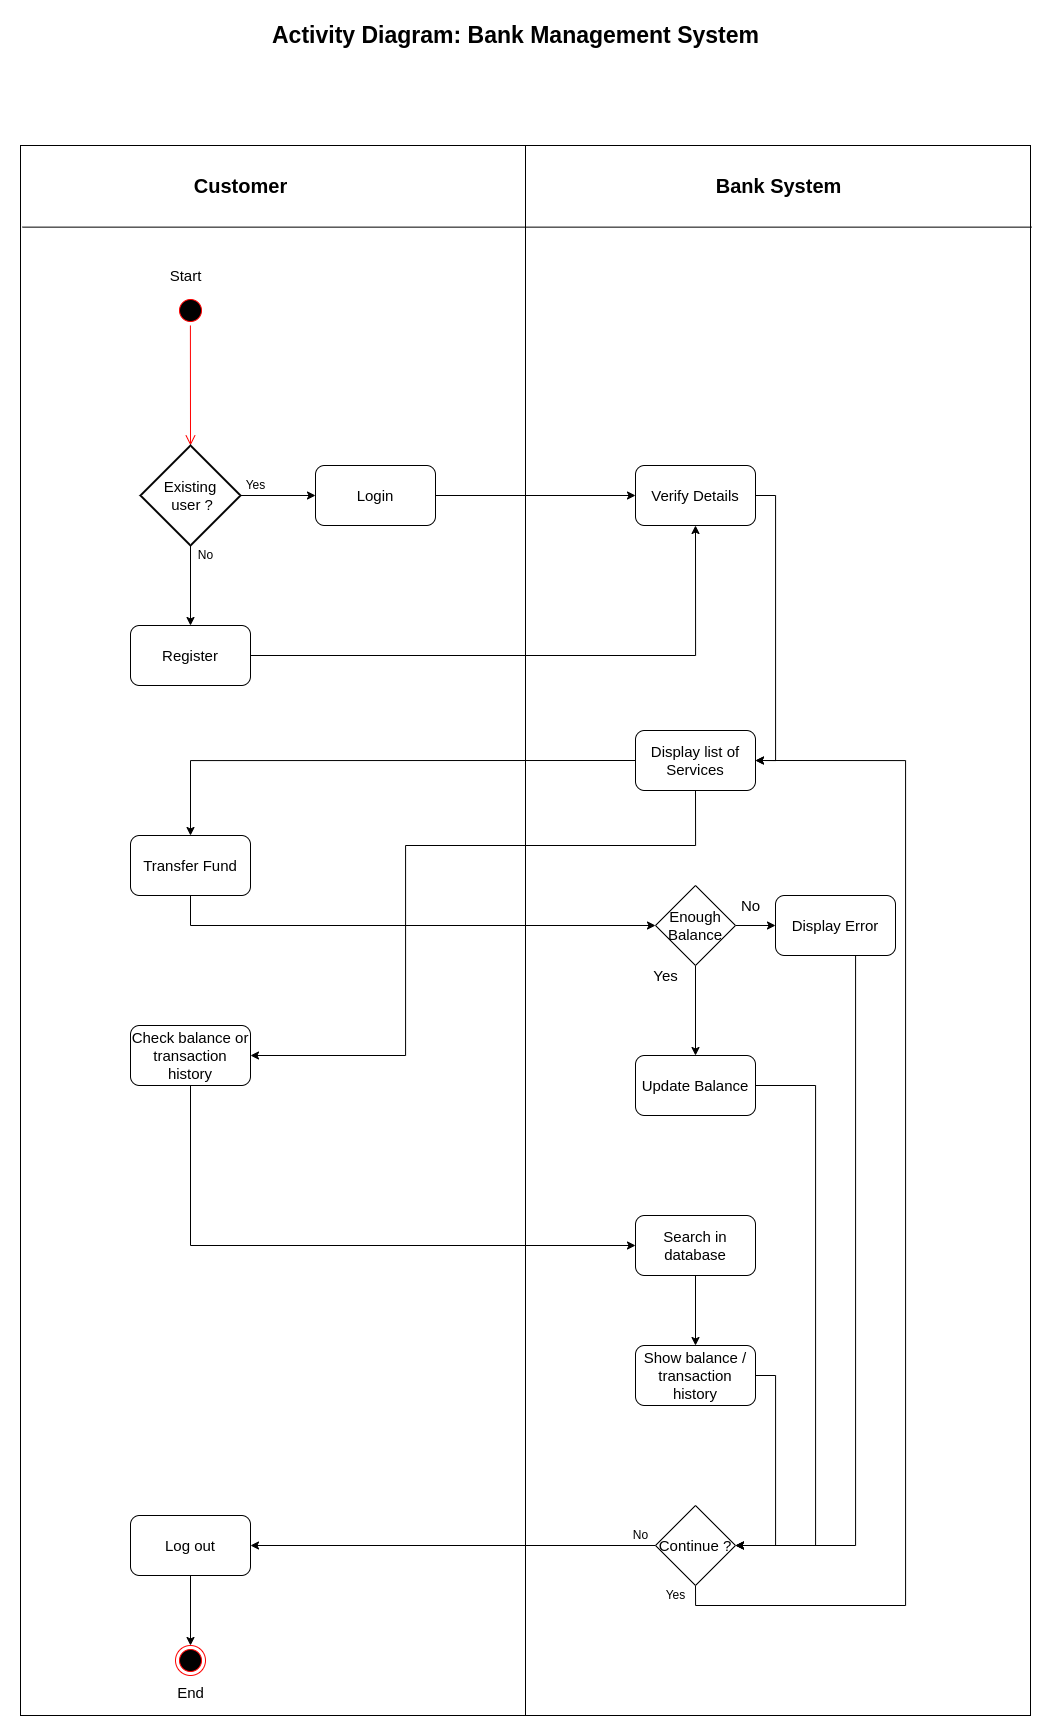 Activity Diagram: Bank Management System
Customer
Bank System
Start
Existing
user ?
Yes
Login
Verify Details
No
Register
Display list of
Services
Transfer Fund
Enough
Balance
No
Display Error
Yes
Check balance or
transaction
history
Update Balance
Search in
database
Show balance /
transaction
history
Log out
No
Continue ?
Yes
End